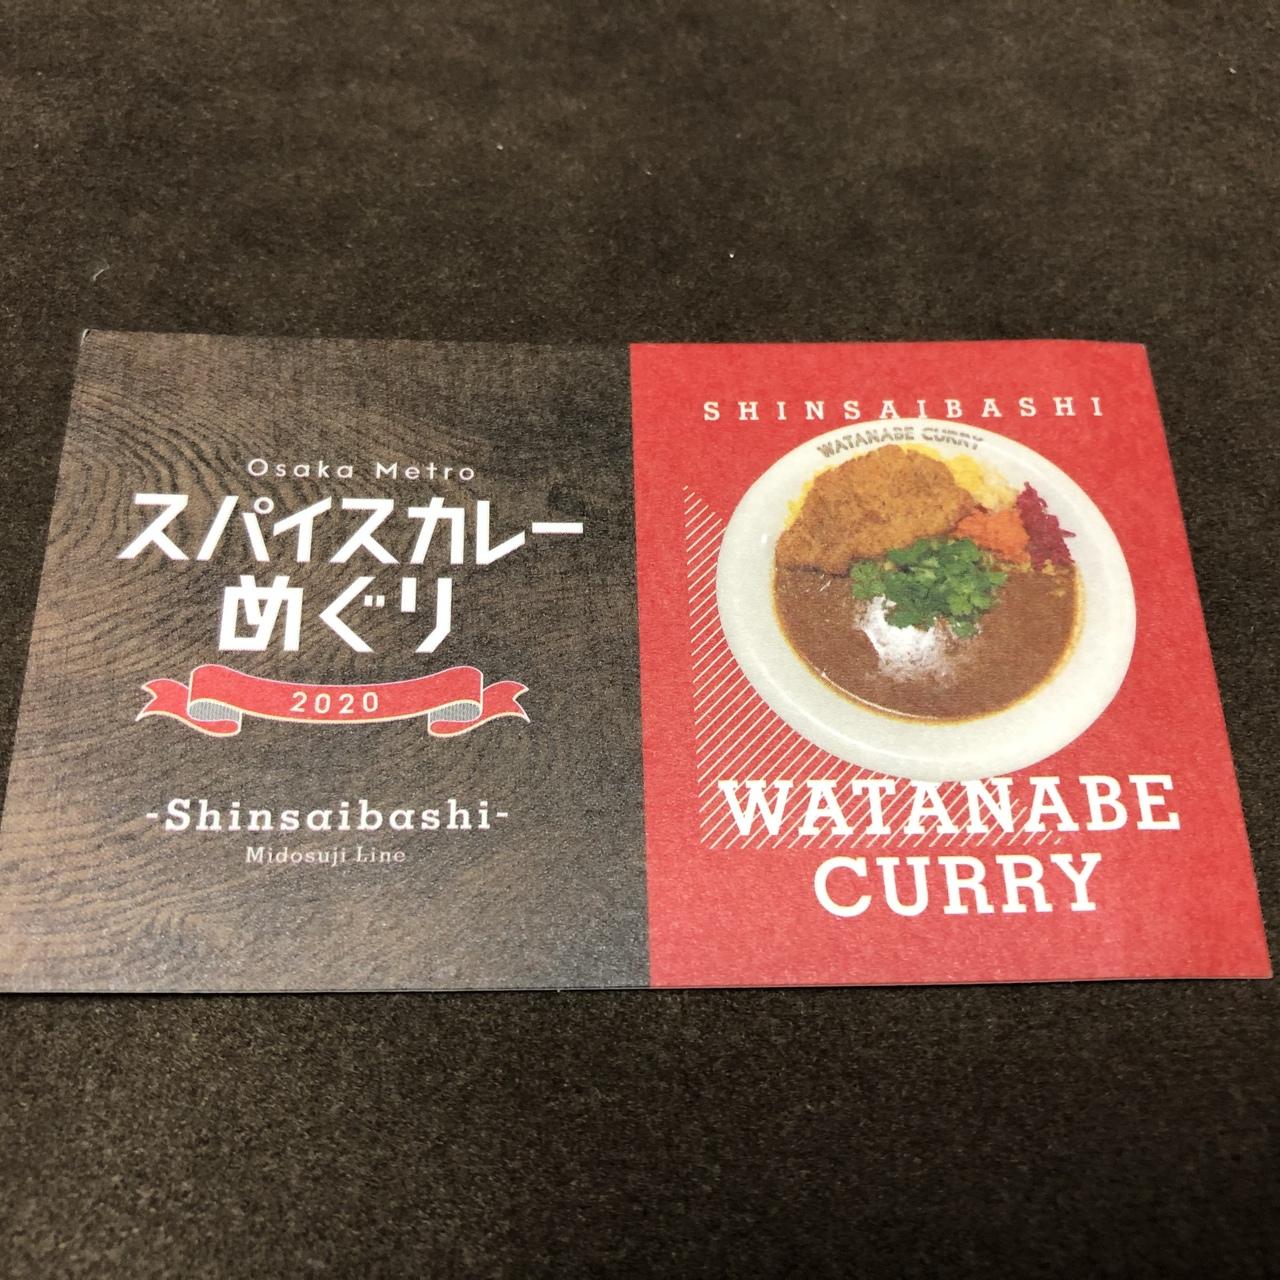 Osaka Metro
スパイスカレー
めぐり
2020
-Shinsaibashi-
Midosuji Line
SHINSAIBASHI
WATANABE CURRY
WATANABE
CURRY